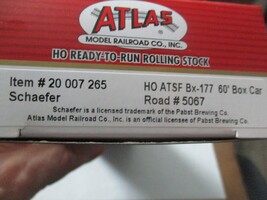 ATLAS
MODEL RAILROAD CO., INC.
HO READY-TO-RUN ROLLING STOCK
Item # 20 007 265 HO ATSF Bx-177 60' Box Car
Schaefer Road # 5067
Schaefer is a licensed trademark of the Pabst Brewing Co.
Atlas Model Railroad Co., Inc. is an official licensee of Pabst Brewing Co.